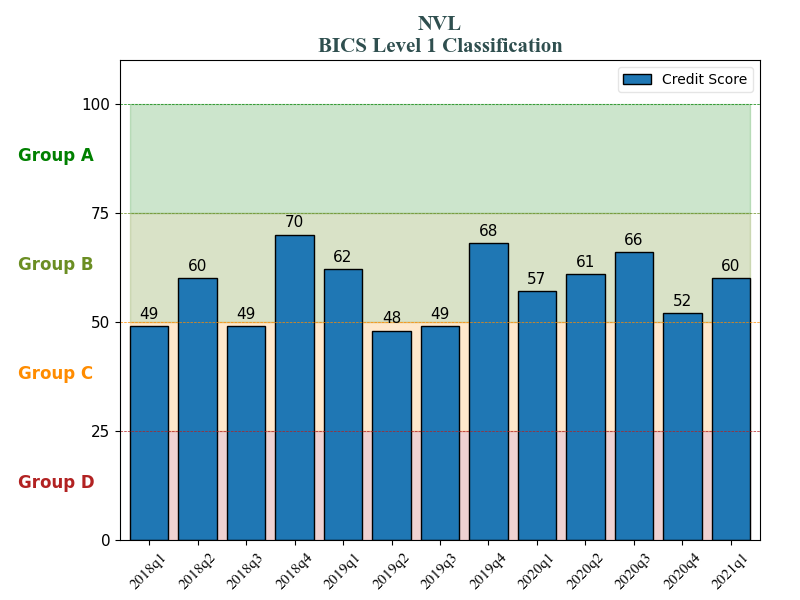 NVL
BICS Level 1 Classification
Credit Score
100
Group A
75
70
68
66
62
61
60
60
60
Group B
57
52
50
49
49
48
49
Group C
25
Group D
0
2018q1
2018q2
2018q3
2018q4
2019q1
2019q2
2019q3
2019q4
2020q1
2020q2
2020q3
2020q4
2021q1